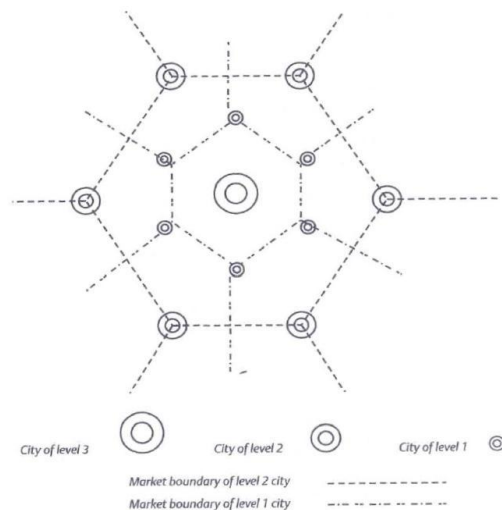 City of level 3 City of level 2 City of level 1
Market boundary of level 2 city
Market boundary of level 1 city